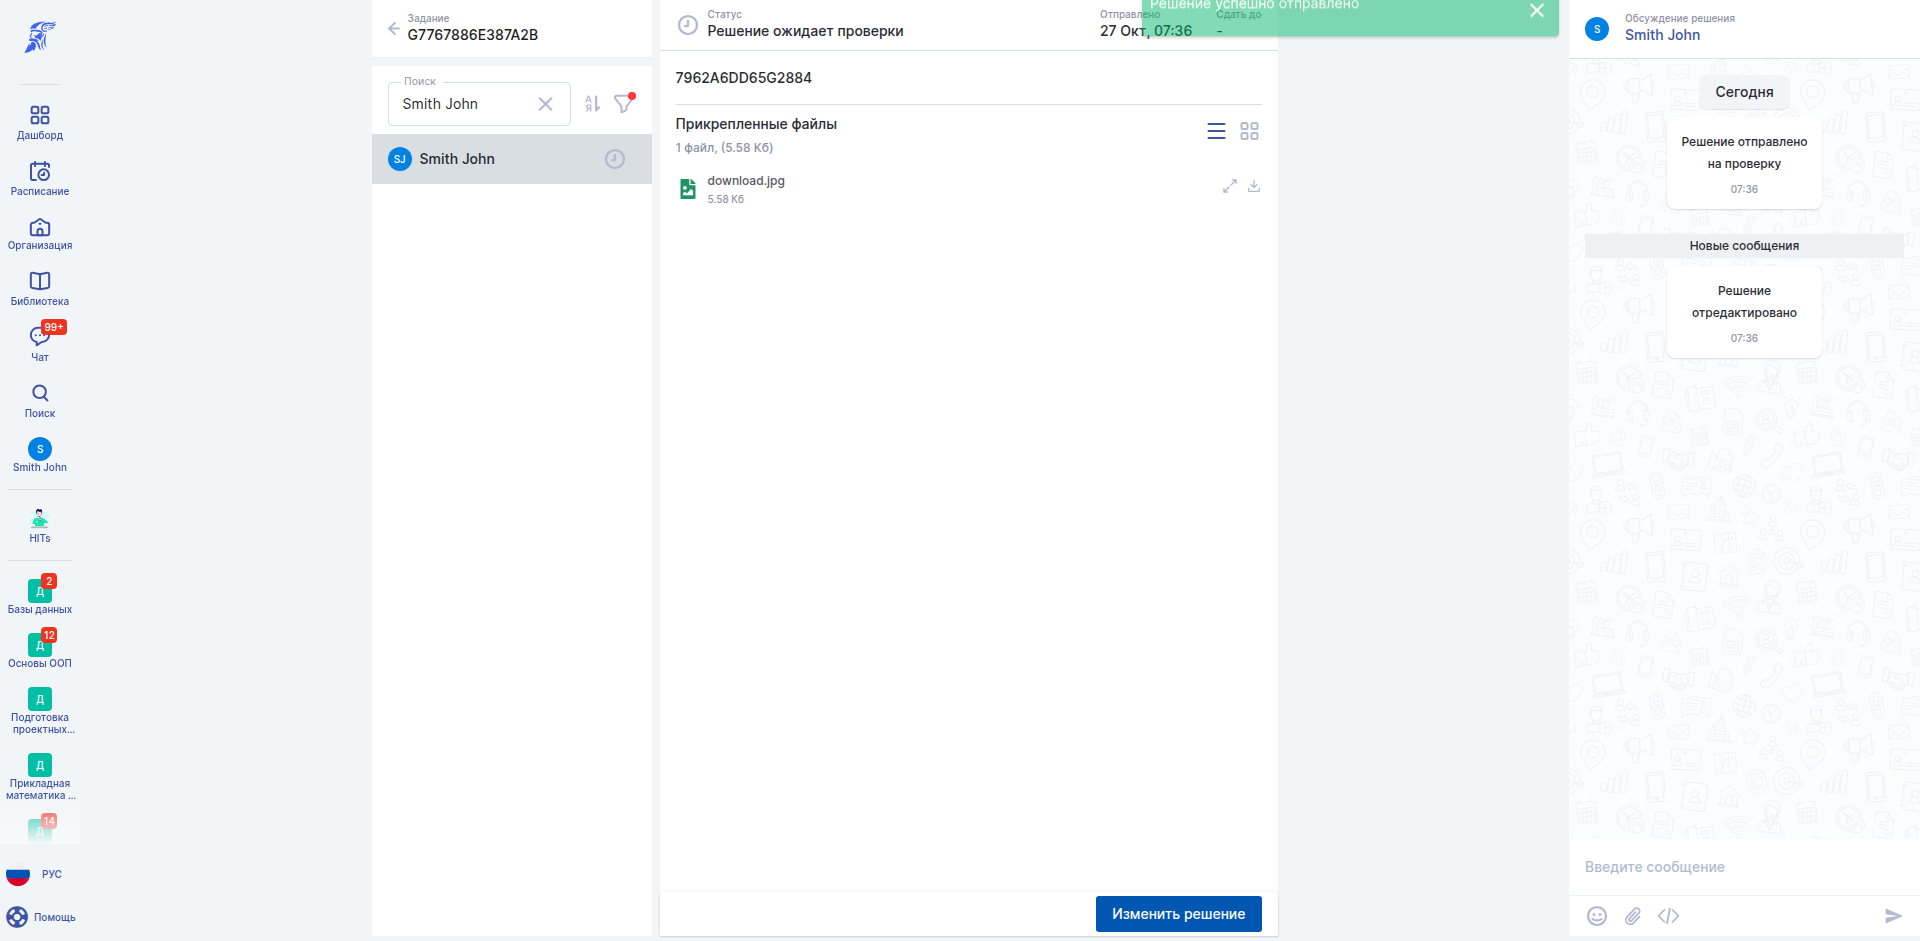 Дашборд
Расписание
Организация
Библиотека
99+
Чат
Поиск
S
Smith John
HITs
2
Д
Базы данных
12
Д
Основы ООП
Д
Подготовка
проектных...
Д
Прикладная
математика ...
14
Д
РУС
Помощь
Задание
G7767886E387A2B
Поиск
Smith John
А
Я
SJ
Smith John
Статус
Решение ожидает проверки
Отправлено
27 Окт, 07:36
Сдать до
-
Решение успешно отправлено
7962A6DD65G2884
Прикрепленные файлы
1 файл, (5.58 Кб)
download.jpg
5.58 Кб
Изменить решение
S
Обсуждение решения
Smith John
Сегодня
Решение отправлено
на проверку
07:36
Новые сообщения
Решение
отредактировано
07:36
Введите сообщение